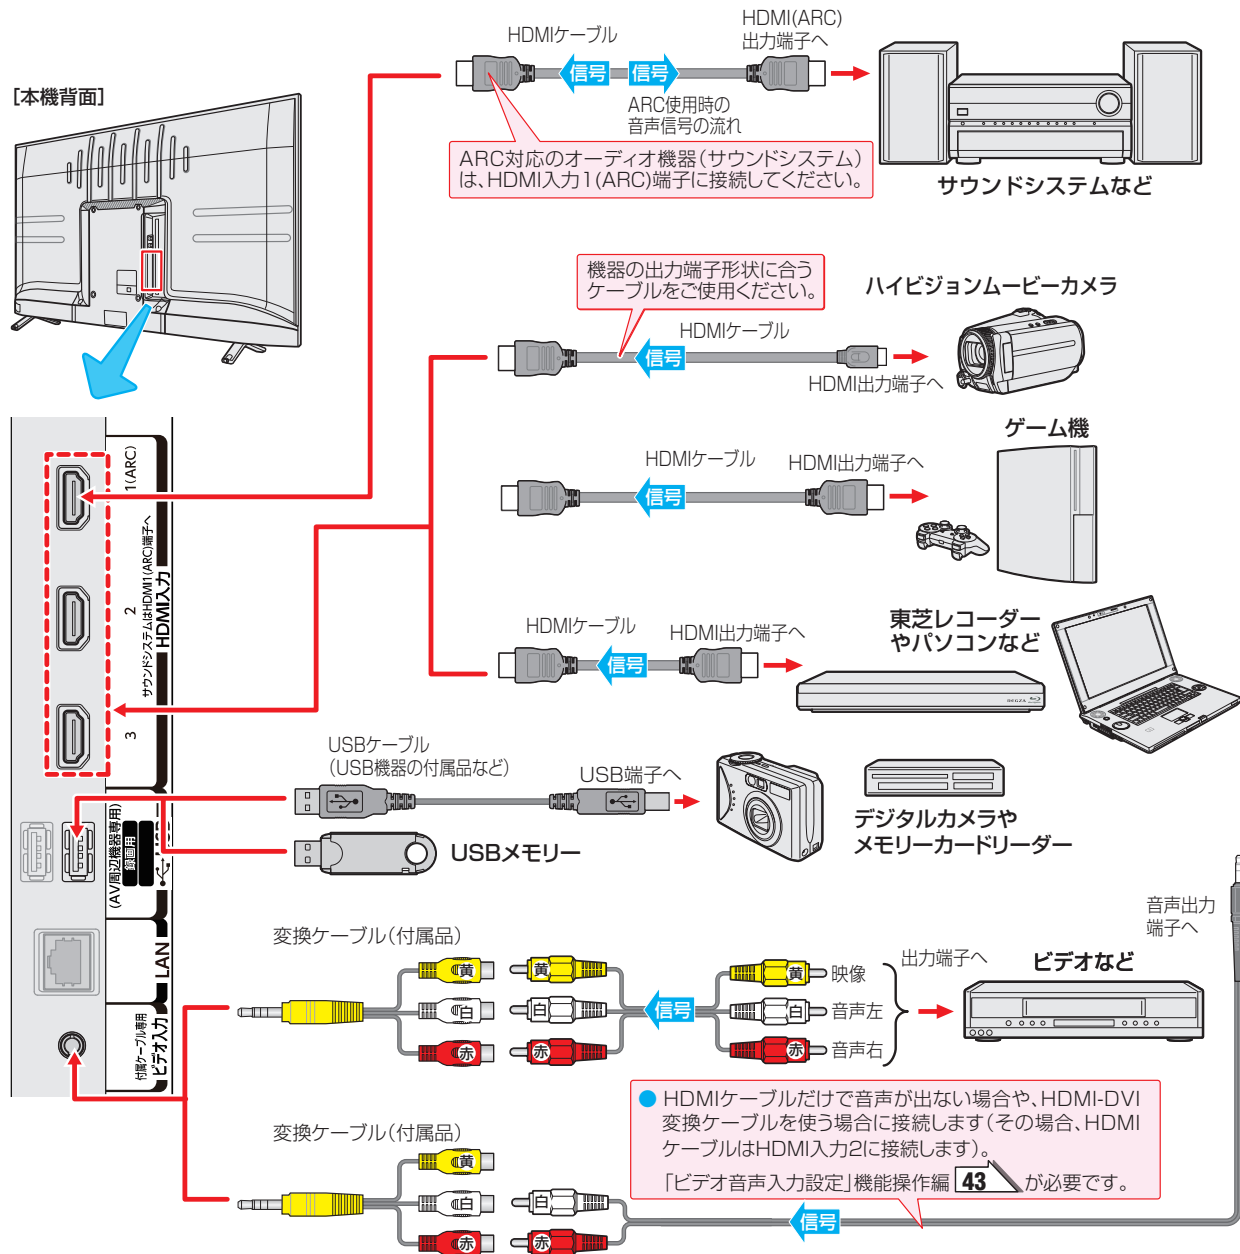 HDMIケーブル
HDMI(ARC)
出力端子へ
信号
信号
[本機背面]
ARC使用時の
音声信号の流れ
ARC対応のオーディオ機器(サウンドシステム)
は、HDMI入力1(ARC)端子に接続してください。
サウンドシステムなど
機器の出力端子形状に合う
ケーブルをご使用ください。
ハイビジョンムービーカメラ
HDMIケーブル
信号
HDMI出力端子へ
ゲーム機
HDMIケーブル
HDMI出力端子へ
信号
1(ARC)
2
3
サウンドシステムはHDMI1(ARC)端子へ
HDMI入力
東芝レコーダー
やパソコンなど
HDMIケーブル
HDMI出力端子へ
信号
REGZA
USBケーブル
(USB機器の付属品など)
USB端子へ
(AV周辺機器専用)
録画用
USBメモリー
デジタルカメラや
メモリーカードリーダー
LAN
音声出力
端子へ
変換ケーブル(付属品)
出力端子へ
ビデオなど
黄
黄
黄
映像
白
白
信号
白
音声左
赤
赤
赤
音声右
付属ケーブル専用
ビデオ入力
● HDMIケーブルだけで音声が出ない場合や、HDMI-DVI
変換ケーブルを使う場合に接続します(その場合、HDMI
ケーブルはHDMI入力2に接続します)。
「ビデオ音声入力設定」機能操作編 43 が必要です。
変換ケーブル(付属品)
黄
白
白
赤
赤
信号